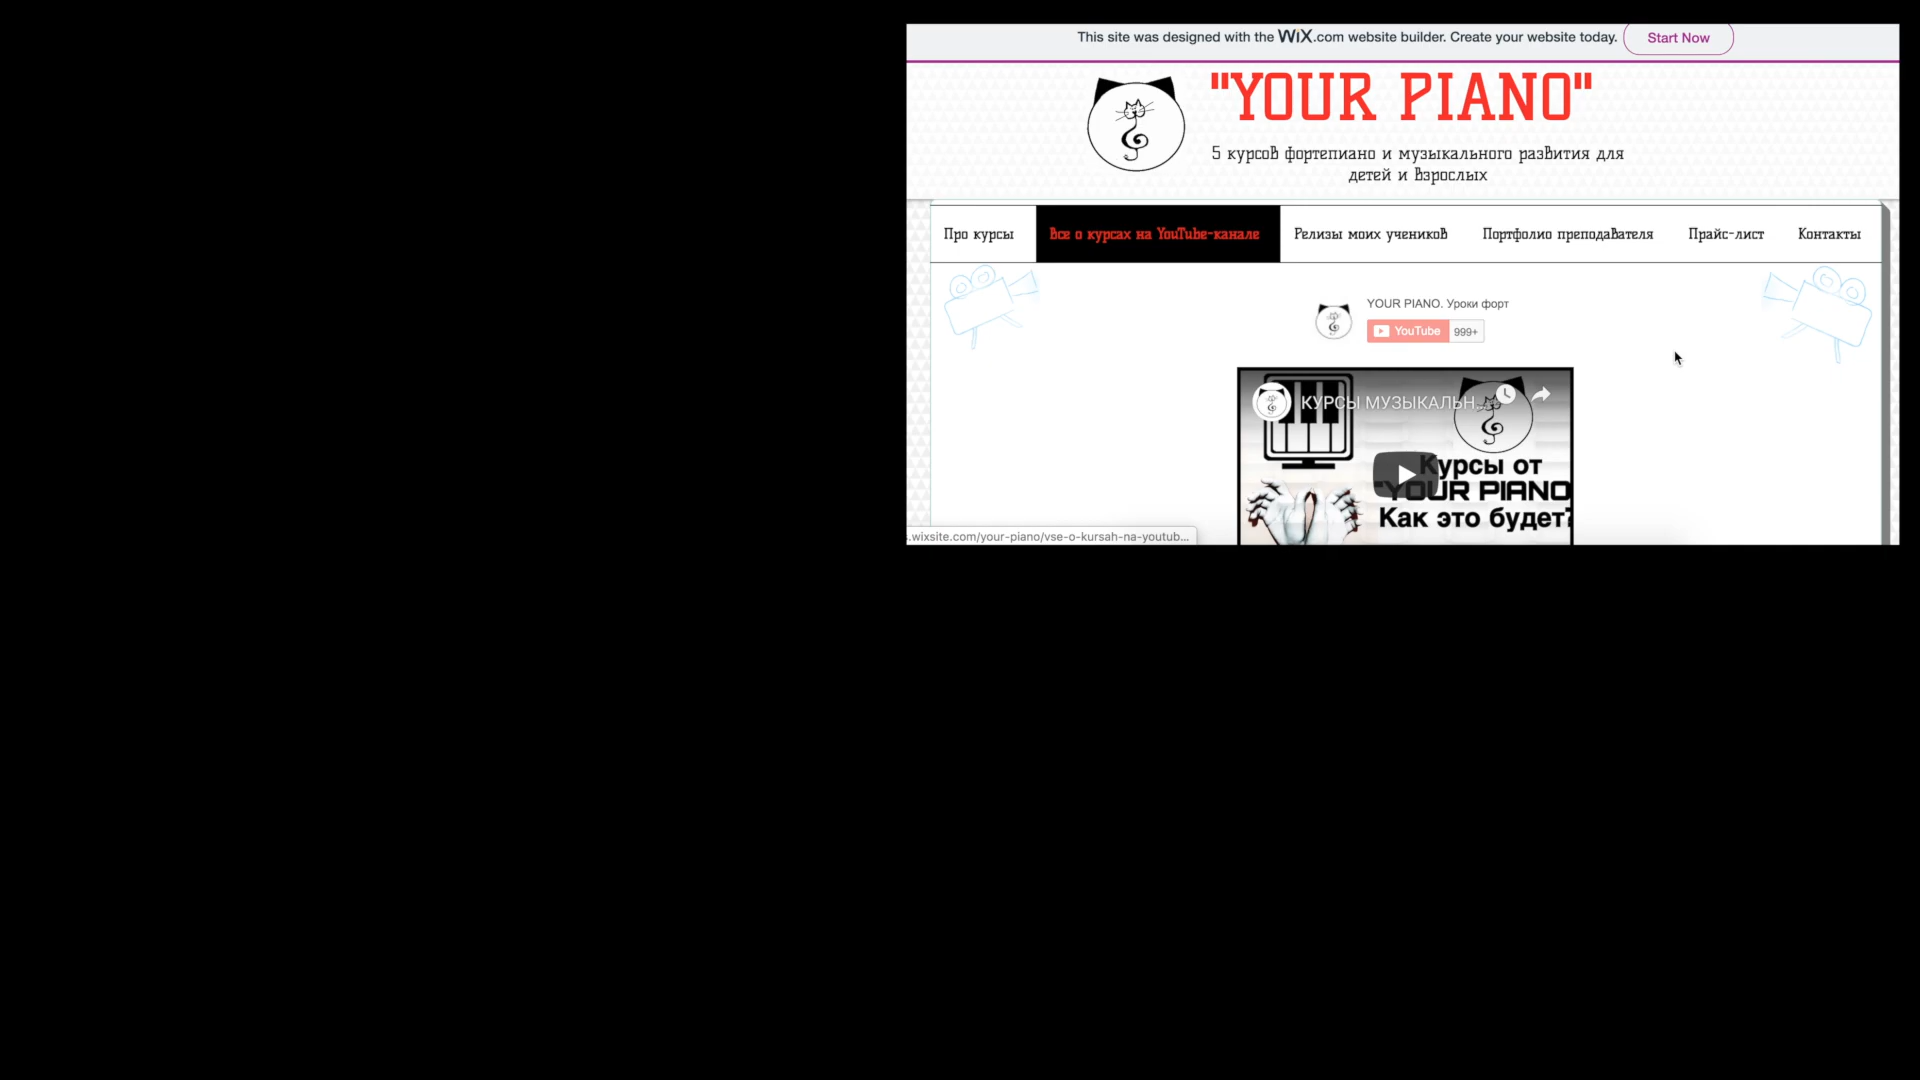 This site was designed with the WiX.com website builder. Create your website today.
Start Now
"YOUR PIANO"
5 курсов фортепиано и музыкального развития для
детей и взрослых
Про курсы
Все о курсах на YouTube-канале
Релизы моих учеников
Портфолио преподавателя
Прайс-лист
Контакты
YOUR PIANO. Уроки форт
YouTube
999+
КУРСЫ МУЗЫКАЛЬН...
Курсы от
"YOUR PIANO
Как это будет?
.wixsite.com/your-piano/vse-o-kursah-na-youtub...